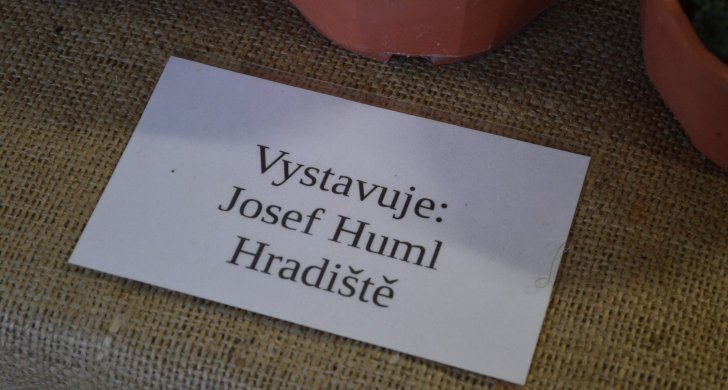 Vystavuje:
Josef Huml
Hradiště